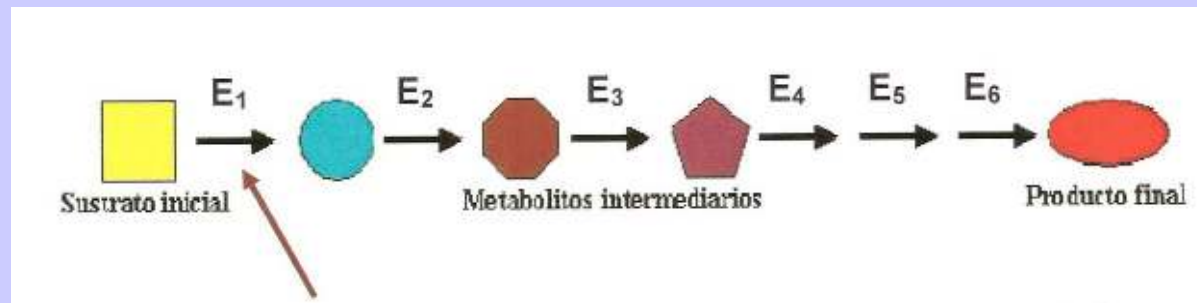 E₁ E₂ E₃ E₄ E₅ E₆
Sustrato inicial Metabolitos intermediarios Producto final